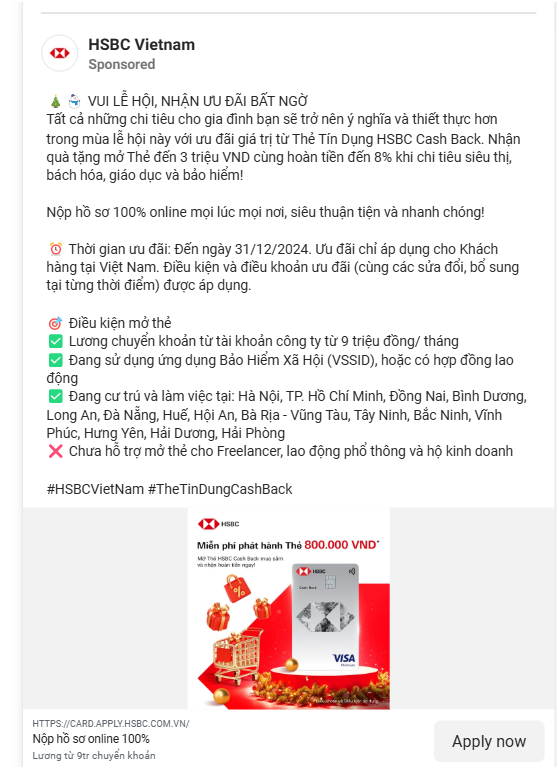 HSBC Vietnam
Sponsored
🎄 ⛄ VUI LỄ HỘI, NHẬN ƯU ĐÃI BẤT NGỜ
Tất cả những chi tiêu cho gia đình bạn sẽ trở nên ý nghĩa và thiết thực hơn
trong mùa lễ hội này với ưu đãi giá trị từ Thẻ Tín Dụng HSBC Cash Back. Nhận
quà tặng mở Thẻ đến 3 triệu VND cùng hoàn tiền đến 8% khi chi tiêu siêu thị,
bách hóa, giáo dục và bảo hiểm!
Nộp hồ sơ 100% online mọi lúc mọi nơi, siêu thuận tiện và nhanh chóng!
⏰ Thời gian ưu đãi: Đến ngày 31/12/2024. Ưu đãi chỉ áp dụng cho Khách
hàng tại Việt Nam. Điều kiện và điều khoản ưu đãi (cùng các sửa đổi, bổ sung
tại từng thời điểm) được áp dụng.
🎯 Điều kiện mở thẻ
✅ Lương chuyển khoản từ tài khoản công ty từ 9 triệu đồng/ tháng
✅ Đang sử dụng ứng dụng Bảo Hiểm Xã Hội (VSSID), hoặc có hợp đồng lao
động
✅ Đang cư trú và làm việc tại: Hà Nội, TP. Hồ Chí Minh, Đồng Nai, Bình Dương,
Long An, Đà Nẵng, Huế, Hội An, Bà Rịa - Vũng Tàu, Tây Ninh, Bắc Ninh, Vĩnh
Phúc, Hưng Yên, Hải Dương, Hải Phòng
❌ Chưa hỗ trợ mở thẻ cho Freelancer, lao động phổ thông và hộ kinh doanh
#HSBCVietNam #TheTinDungCashBack
HSBC
Miễn phí phát hành Thẻ 800.000 VND*
Mở Thẻ HSBC Cash Back mua sắm
và nhận hoàn tiền ngay!
HSBC
Cash Back
VISA
Platinum
HTTPS://CARD.APPLY.HSBC.COM.VN/
Nộp hồ sơ online 100%
Lương từ 9tr chuyển khoản
Apply now